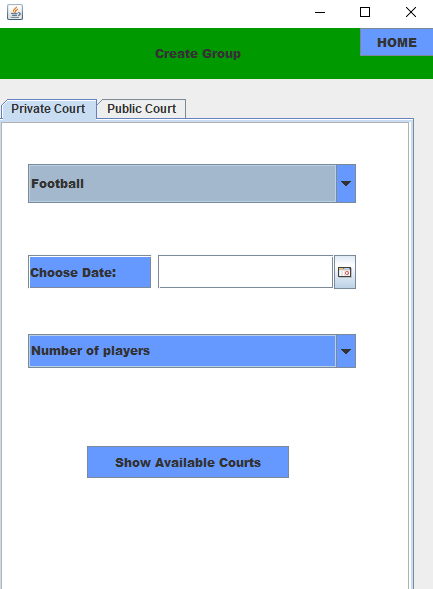 HOME
Create Group
Private Court
Public Court
Football
Choose Date:
Number of players
Show Available Courts